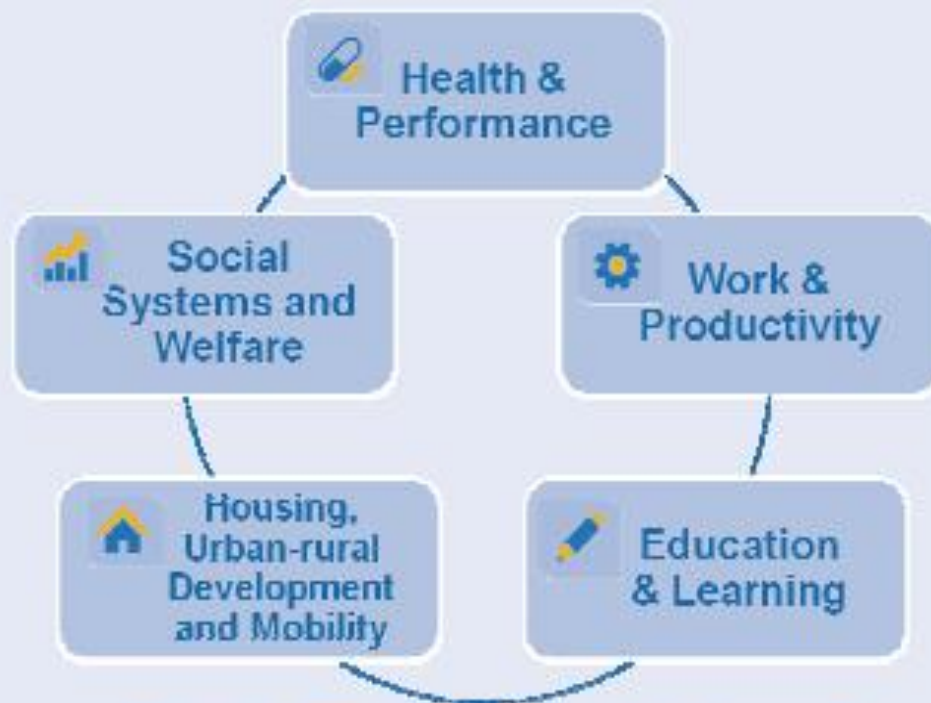 Health &
Performance
Social
Systems and
Welfare
Work &
Productivity
Housing,
Urban-rural
Development
and Mobility
Education
& Learning